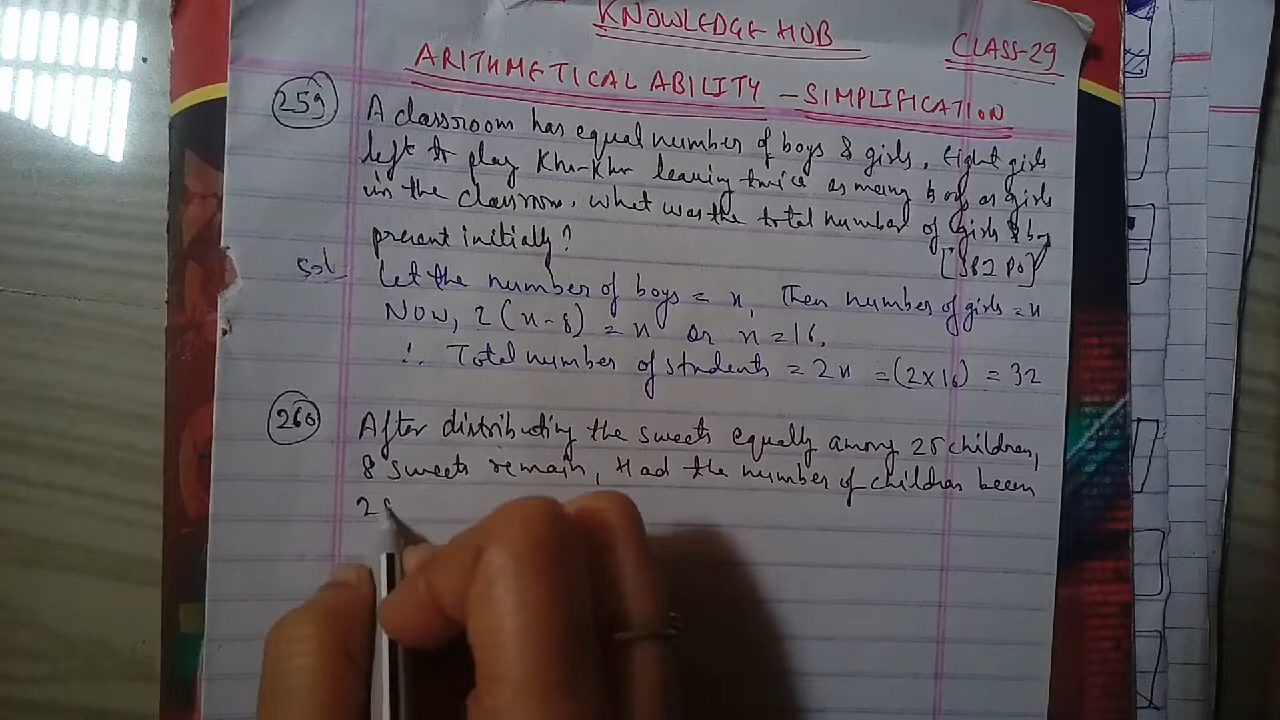 KNOWLEDGE HUB
CLASS-29
ARITHMETICAL ABILITY - SIMPLIFICATION
259 A classroom has equal number of boys & girls. Eight girls
left to play Kho-Kho leaving twice as many boys as girls
in the classroom. What was the total number of girls & boys
present initially?
[SBI PO]
Sol. Let the number of boys = x, Then number of girls = x
Now, 2(x-8) = x or x = 16.
∴ Total number of students = 2x = (2x16) = 32
260 After distributing the sweets equally among 25 children,
8 sweets remain, Had the number of children been
28